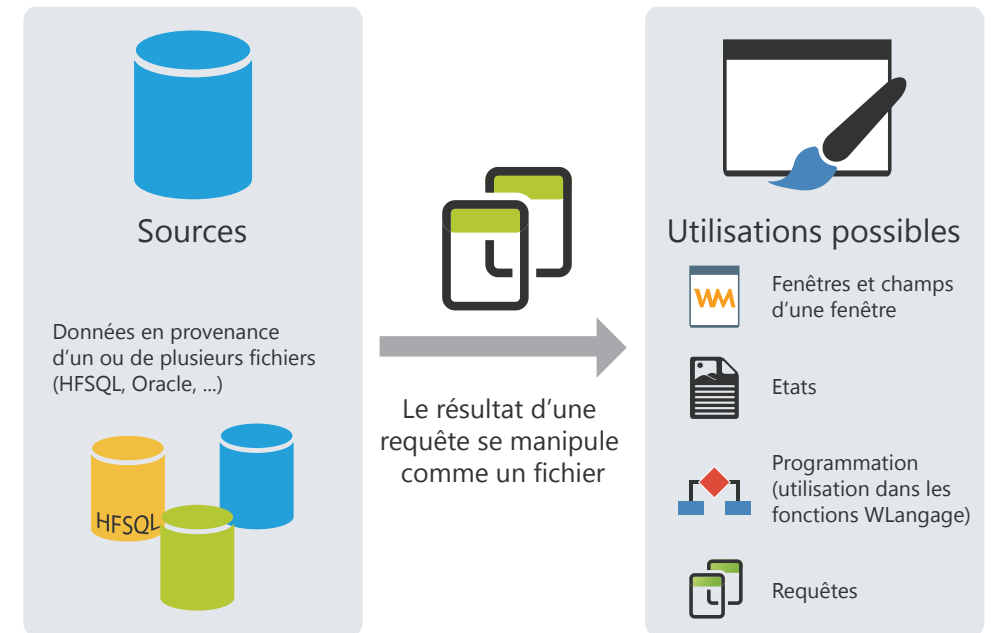 Sources
Données en provenance
d'un ou de plusieurs fichiers
(HFSQL, Oracle, ...)
HFSQL
Le résultat d'une
requête se manipule
comme un fichier
Utilisations possibles
WM
Fenêtres et champs
d'une fenêtre
Etats
Programmation
(utilisation dans les
fonctions WLangage)
Requêtes